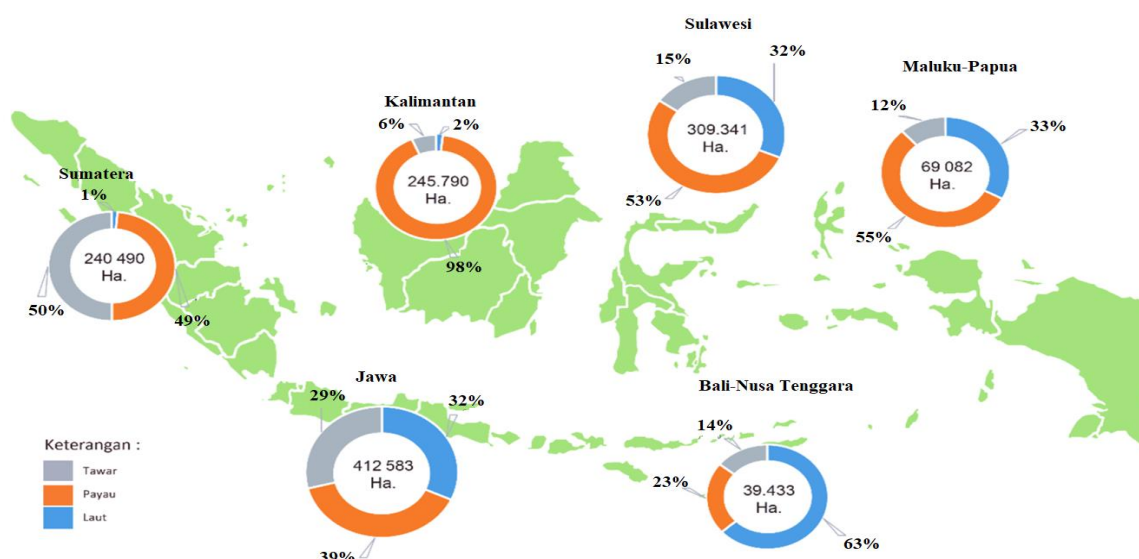 Sulawesi
15%
32%
309.341
Ha.
53%
Maluku-Papua
12%
33%
69 082
Ha.
55%
Kalimantan
6%
2%
245.790
Ha.
98%
Sumatera
1%
240 490
Ha.
50%
49%
Jawa
29%
32%
412 583
Ha.
39%
Bali-Nusa Tenggara
14%
23%
39.433
Ha.
63%
Keterangan :
Tawar
Payau
Laut